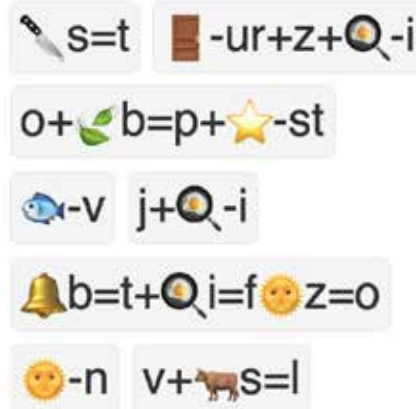 🔪 s=t 🚪-ur+z+🍳-i
o+🍃b=p+⭐-st
🐟-v j+🍳-i
🔔b=t+🍳i=f🌞z=o
🌞-n v+🐂s=l